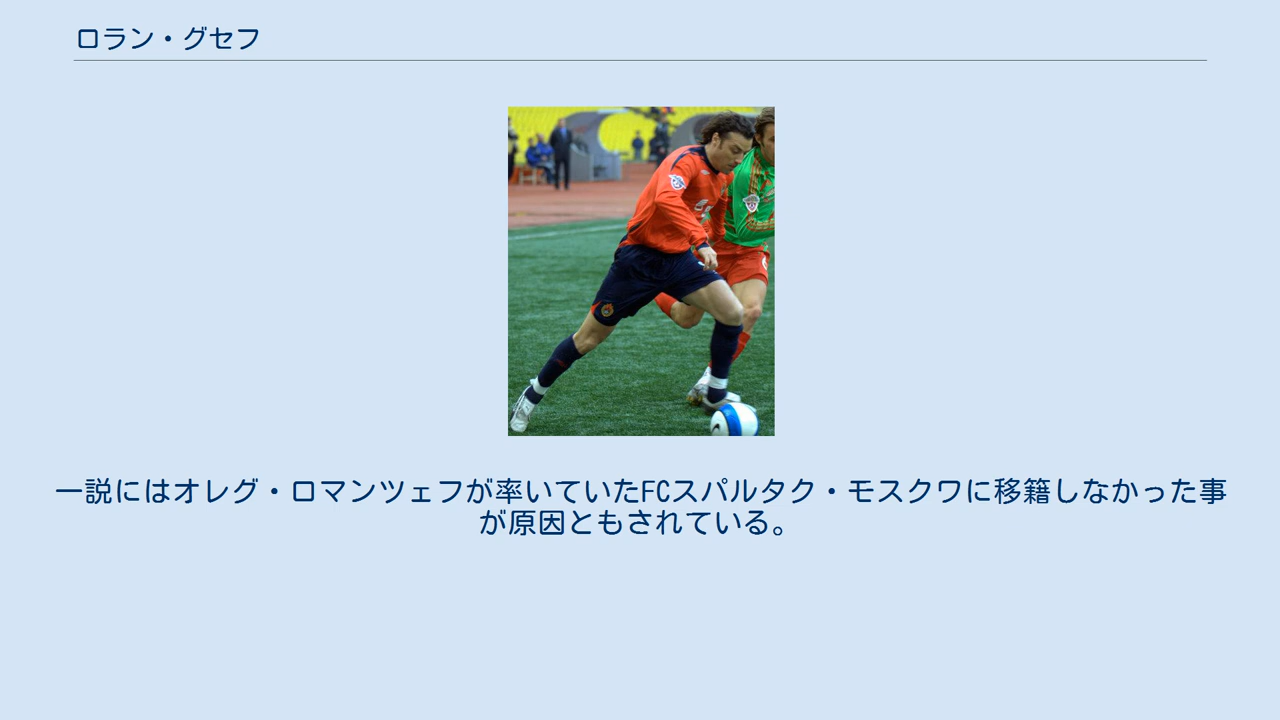 ロラン・グセフ
一説にはオレグ・ロマンツェフが率いていたFCスパルタク・モスクワに移籍しなかった事
が原因ともされている。